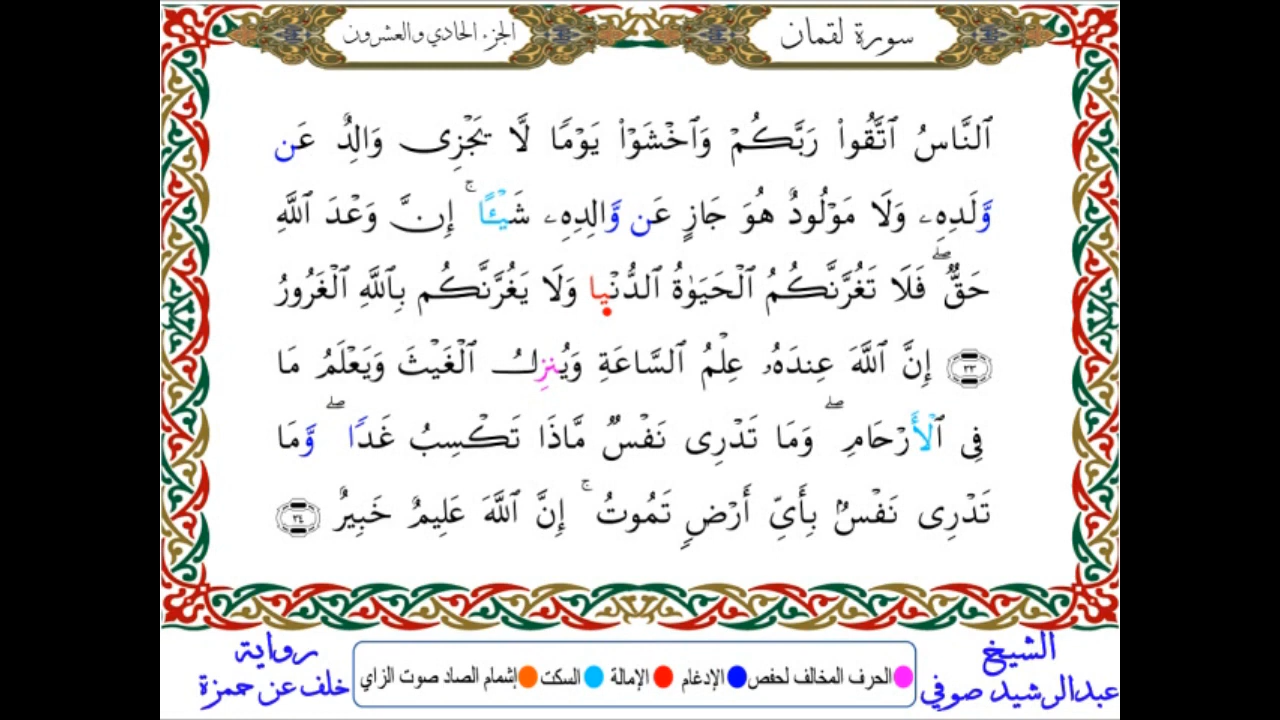 سورة لقمان
الجزء الحادي والعشرون
ٱلنَّاسُ ٱتَّقُوا۟ رَبَّكُمْ وَٱخْشَوْا۟ يَوْمًا لَّا تَجْزِى وَالِدٌ عَن
وَّلَدِهِۦ وَلَا مَوْلُودٌ هُوَ جَازٍ عَن وَّالِدِهِۦ شَيْـًٔا ۚ إِنَّ وَعْدَ ٱللَّهِ
حَقٌّ ۖ فَلَا تَغُرَّنَّكُمُ ٱلْحَيَوٰةُ ٱلدُّنْيا وَلَا يَغُرَّنَّكُم بِٱللَّهِ ٱلْغَرُورُ
٣٣ إِنَّ ٱللَّهَ عِندَهُۥ عِلْمُ ٱلسَّاعَةِ وَيُنزِلُ ٱلْغَيْثَ وَيَعْلَمُ مَا
فِى ٱلْأَرْحَامِ ۖ وَمَا تَدْرِى نَفْسٌ مَّاذَا تَكْسِبُ غَدًا ۖ وَّمَا
تَدْرِى نَفْسٌۢ بِأَىِّ أَرْضٍ تَمُوتُ ۚ إِنَّ ٱللَّهَ عَلِيمٌ خَبِيرٌ ٣٤
الشيخ
عبدالرشيد صوفي
الحرف المخالف لحفص الإدغام الإمالة السكت إشمام الصاد صوت الزاي
رواية
خلف عن حمزة